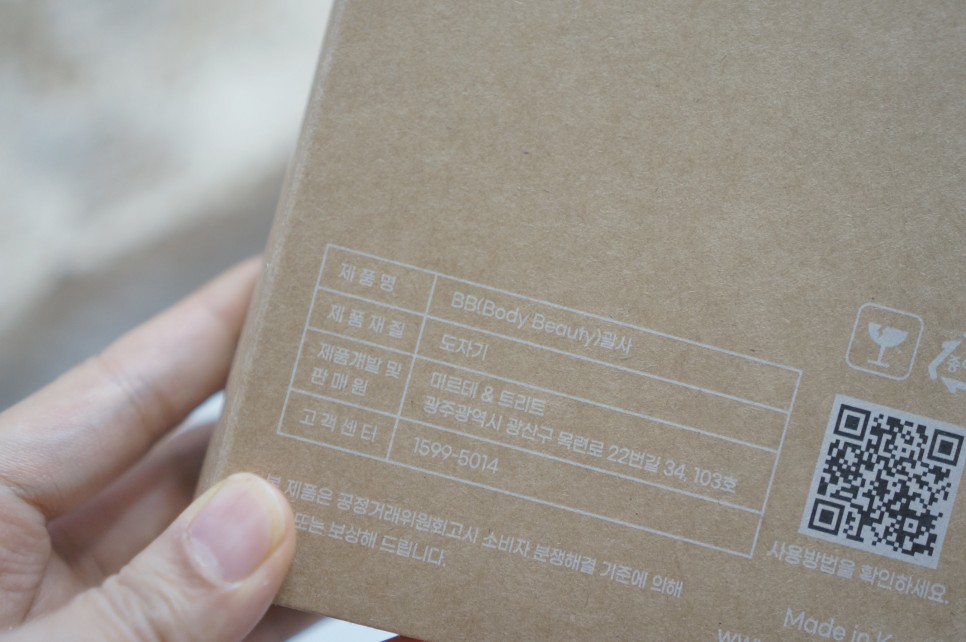 제품명 BB(Body Beauty)괄사
제품재질 도자기
제품개발 및 판매원 미르테 & 트리트
광주광역시 광산구 목련로 22번길 34, 103호
고객센터 1599-5014
본 제품은 공정거래위원회고시 소비자 분쟁해결 기준에 의해
또는 보상해 드립니다.
사용방법을 확인하세요.
Made in